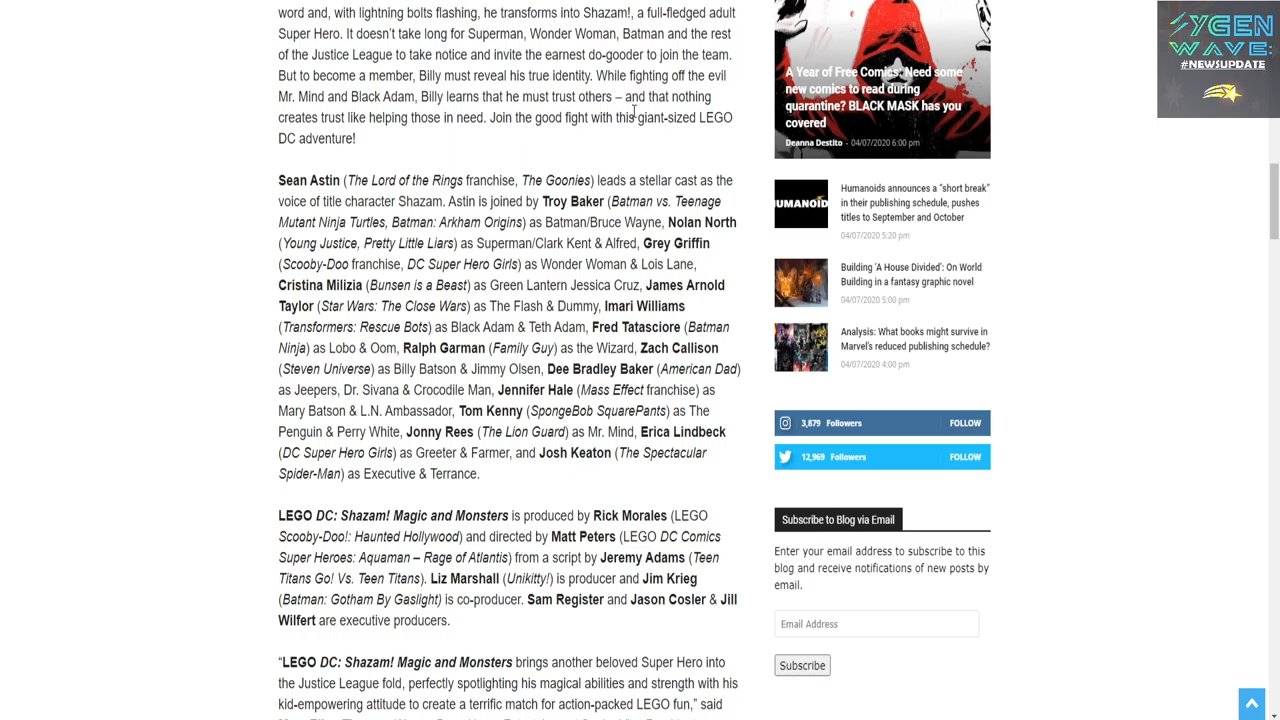 word and, with lightning bolts flashing, he transforms into Shazam!, a full-fledged adult
Super Hero. It doesn't take long for Superman, Wonder Woman, Batman and the rest
of the Justice League to take notice and invite the earnest do-gooder to join the team.
But to become a member, Billy must reveal his true identity. While fighting off the evil
Mr. Mind and Black Adam, Billy learns that he must trust others – and that nothing
creates trust like helping those in need. Join the good fight with this giant-sized LEGO
DC adventure!
Sean Astin (The Lord of the Rings franchise, The Goonies) leads a stellar cast as the
voice of title character Shazam. Astin is joined by Troy Baker (Batman vs. Teenage
Mutant Ninja Turtles, Batman: Arkham Origins) as Batman/Bruce Wayne, Nolan North
(Young Justice, Pretty Little Liars) as Superman/Clark Kent & Alfred, Grey Griffin
(Scooby-Doo franchise, DC Super Hero Girls) as Wonder Woman & Lois Lane,
Cristina Milizia (Bunsen is a Beast) as Green Lantern Jessica Cruz, James Arnold
Taylor (Star Wars: The Close Wars) as The Flash & Dummy, Imari Williams
(Transformers: Rescue Bots) as Black Adam & Teth Adam, Fred Tatasciore (Batman
Ninja) as Lobo & Oom, Ralph Garman (Family Guy) as the Wizard, Zach Callison
(Steven Universe) as Billy Batson & Jimmy Olsen, Dee Bradley Baker (American Dad)
as Jeepers, Dr. Sivana & Crocodile Man, Jennifer Hale (Mass Effect franchise) as
Mary Batson & L.N. Ambassador, Tom Kenny (SpongeBob SquarePants) as The
Penguin & Perry White, Jonny Rees (The Lion Guard) as Mr. Mind, Erica Lindbeck
(DC Super Hero Girls) as Greeter & Farmer, and Josh Keaton (The Spectacular
Spider-Man) as Executive & Terrance.
LEGO DC: Shazam! Magic and Monsters is produced by Rick Morales (LEGO
Scooby-Doo!: Haunted Hollywood) and directed by Matt Peters (LEGO DC Comics
Super Heroes: Aquaman – Rage of Atlantis) from a script by Jeremy Adams (Teen
Titans Go! Vs. Teen Titans). Liz Marshall (Unikitty!) is producer and Jim Krieg
(Batman: Gotham By Gaslight) is co-producer. Sam Register and Jason Cosler & Jill
Wilfert are executive producers.
“LEGO DC: Shazam! Magic and Monsters brings another beloved Super Hero into
the Justice League fold, perfectly spotlighting his magical abilities and strength with his
kid-empowering attitude to create a terrific match for action-packed LEGO fun,” said
A Year of Free Comics: Need some
new comics to read during
quarantine? BLACK MASK has you
covered
Deanna Destito - 04/07/2020 6:00 pm
HUMANOIDS
Humanoids announces a “short break”
in their publishing schedule, pushes
titles to September and October
04/07/2020 5:20 pm
Building ‘A House Divided’: On World
Building in a fantasy graphic novel
04/07/2020 5:00 pm
Analysis: What books might survive in
Marvel’s reduced publishing schedule?
04/07/2020 4:00 pm
3,879 Followers FOLLOW
12,969 Followers FOLLOW
Subscribe to Blog via Email
Enter your email address to subscribe to this
blog and receive notifications of new posts by
email.
Email Address
Subscribe
SYGEN
WAVE:
#NEWSUPDATE